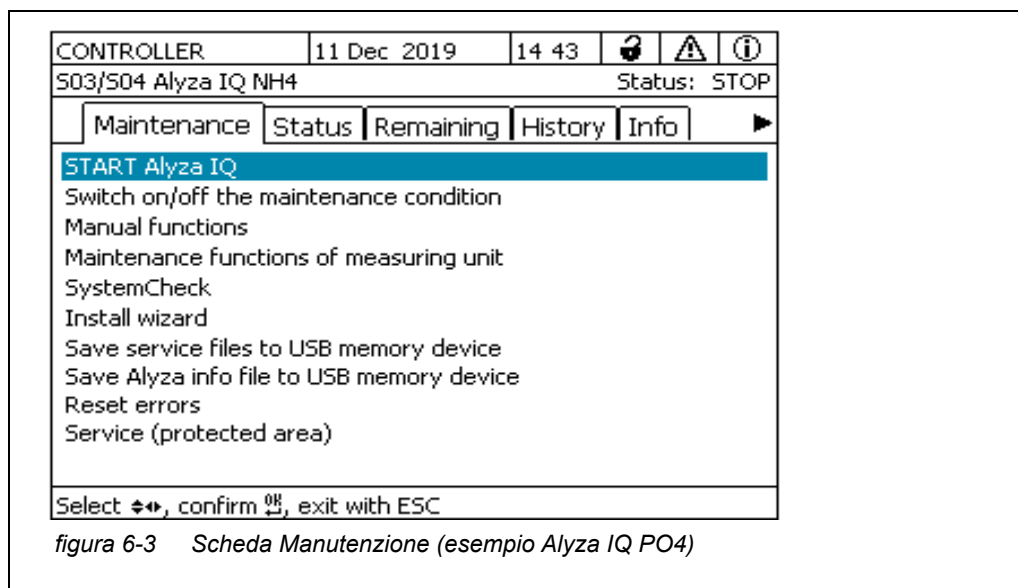 CONTROLLER 11 Dec 2019 14 43
S03/S04 Alyza IQ NH4 Status: STOP
Maintenance Status Remaining History Info
START Alyza IQ
Switch on/off the maintenance condition
Manual functions
Maintenance functions of measuring unit
SystemCheck
Install wizard
Save service files to USB memory device
Save Alyza info file to USB memory device
Reset errors
Service (protected area)
Select, confirm OK, exit with ESC
figura 6-3 Scheda Manutenzione (esempio Alyza IQ PO4)